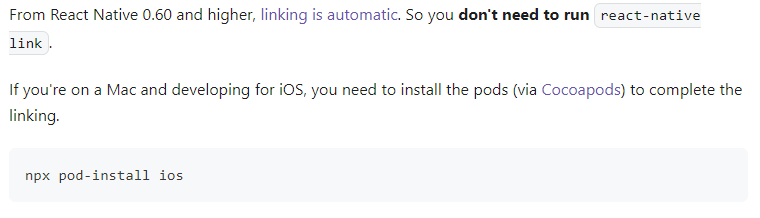 From React Native 0.60 and higher, linking is automatic. So you don't need to run react-native
link.
If you're on a Mac and developing for iOS, you need to install the pods (via Cocoapods) to complete the
linking.
npx pod-install ios